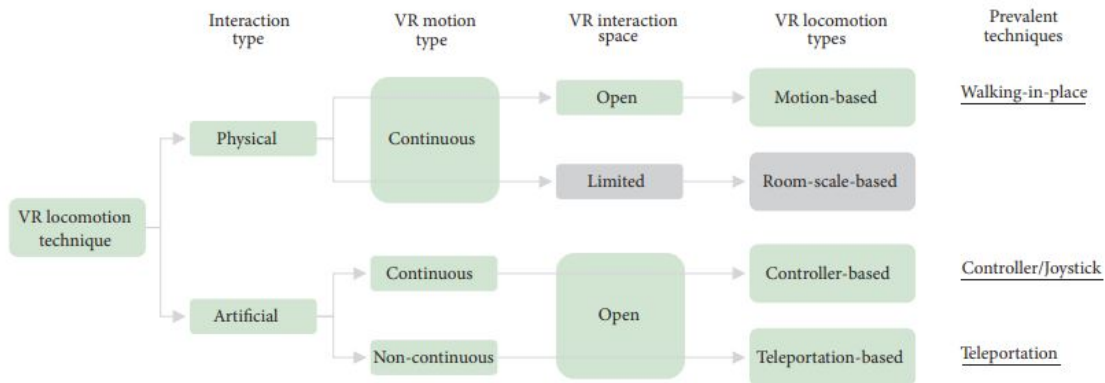 Interaction
type
VR motion
type
VR interaction
space
VR locomotion
types
Prevalent
techniques
Open
Motion-based
Walking-in-place
Physical
Continuous
Limited
Room-scale-based
VR locomotion
technique
Continuous
Controller-based
Controller/Joystick
Artificial
Open
Non-continuous
Teleportation-based
Teleportation